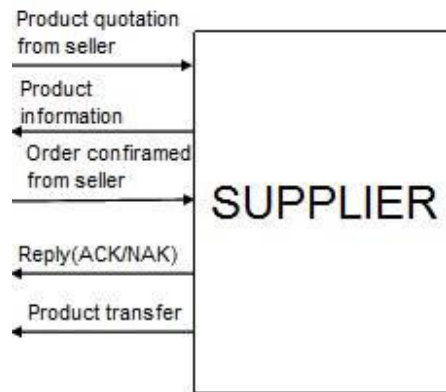 Product quotation
from seller
Product
information
Order confiramed
from seller
SUPPLIER
Reply(ACK/NAK)
Product transfer